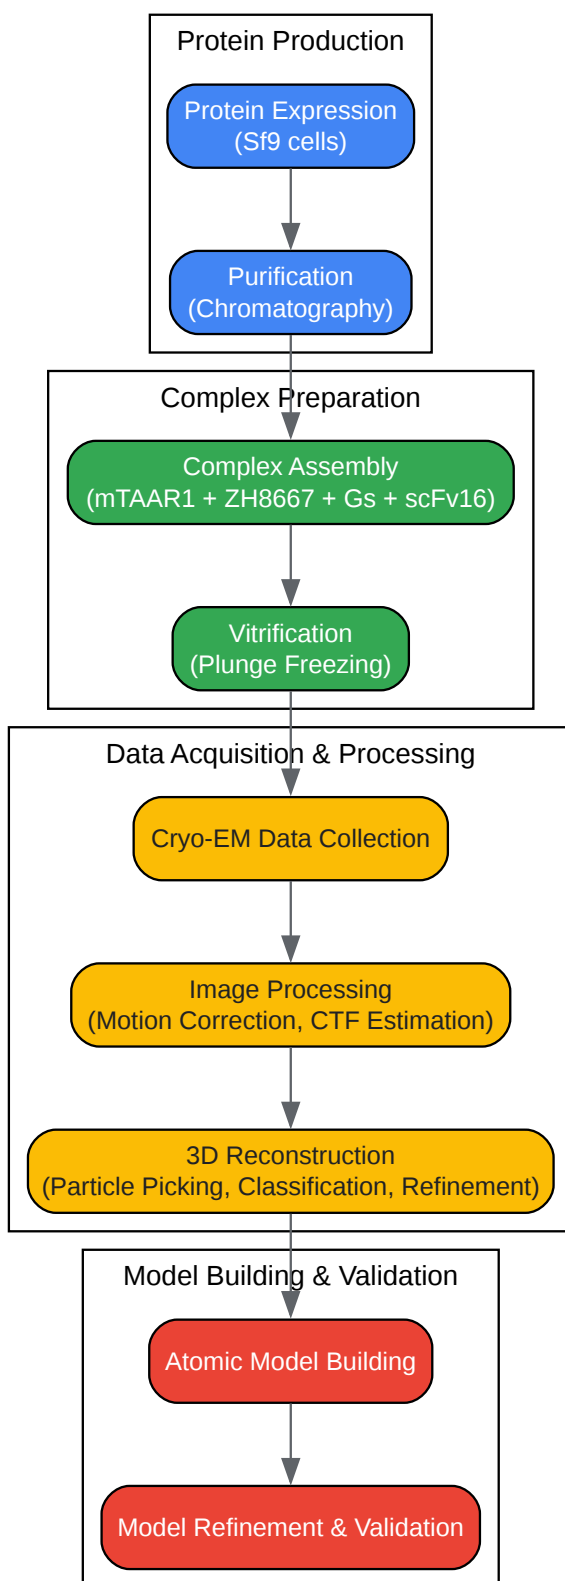 Protein Production
Protein Expression
(Sf9 cells)
Purification
(Chromatography)
Complex Preparation
Complex Assembly
(mTAAR1 + ZH8667 + Gs + scFv16)
Vitrification
(Plunge Freezing)
Data Acquisition & Processing
Cryo-EM Data Collection
Image Processing
(Motion Correction, CTF Estimation)
3D Reconstruction
(Particle Picking, Classification, Refinement)
Model Building & Validation
Atomic Model Building
Model Refinement & Validation